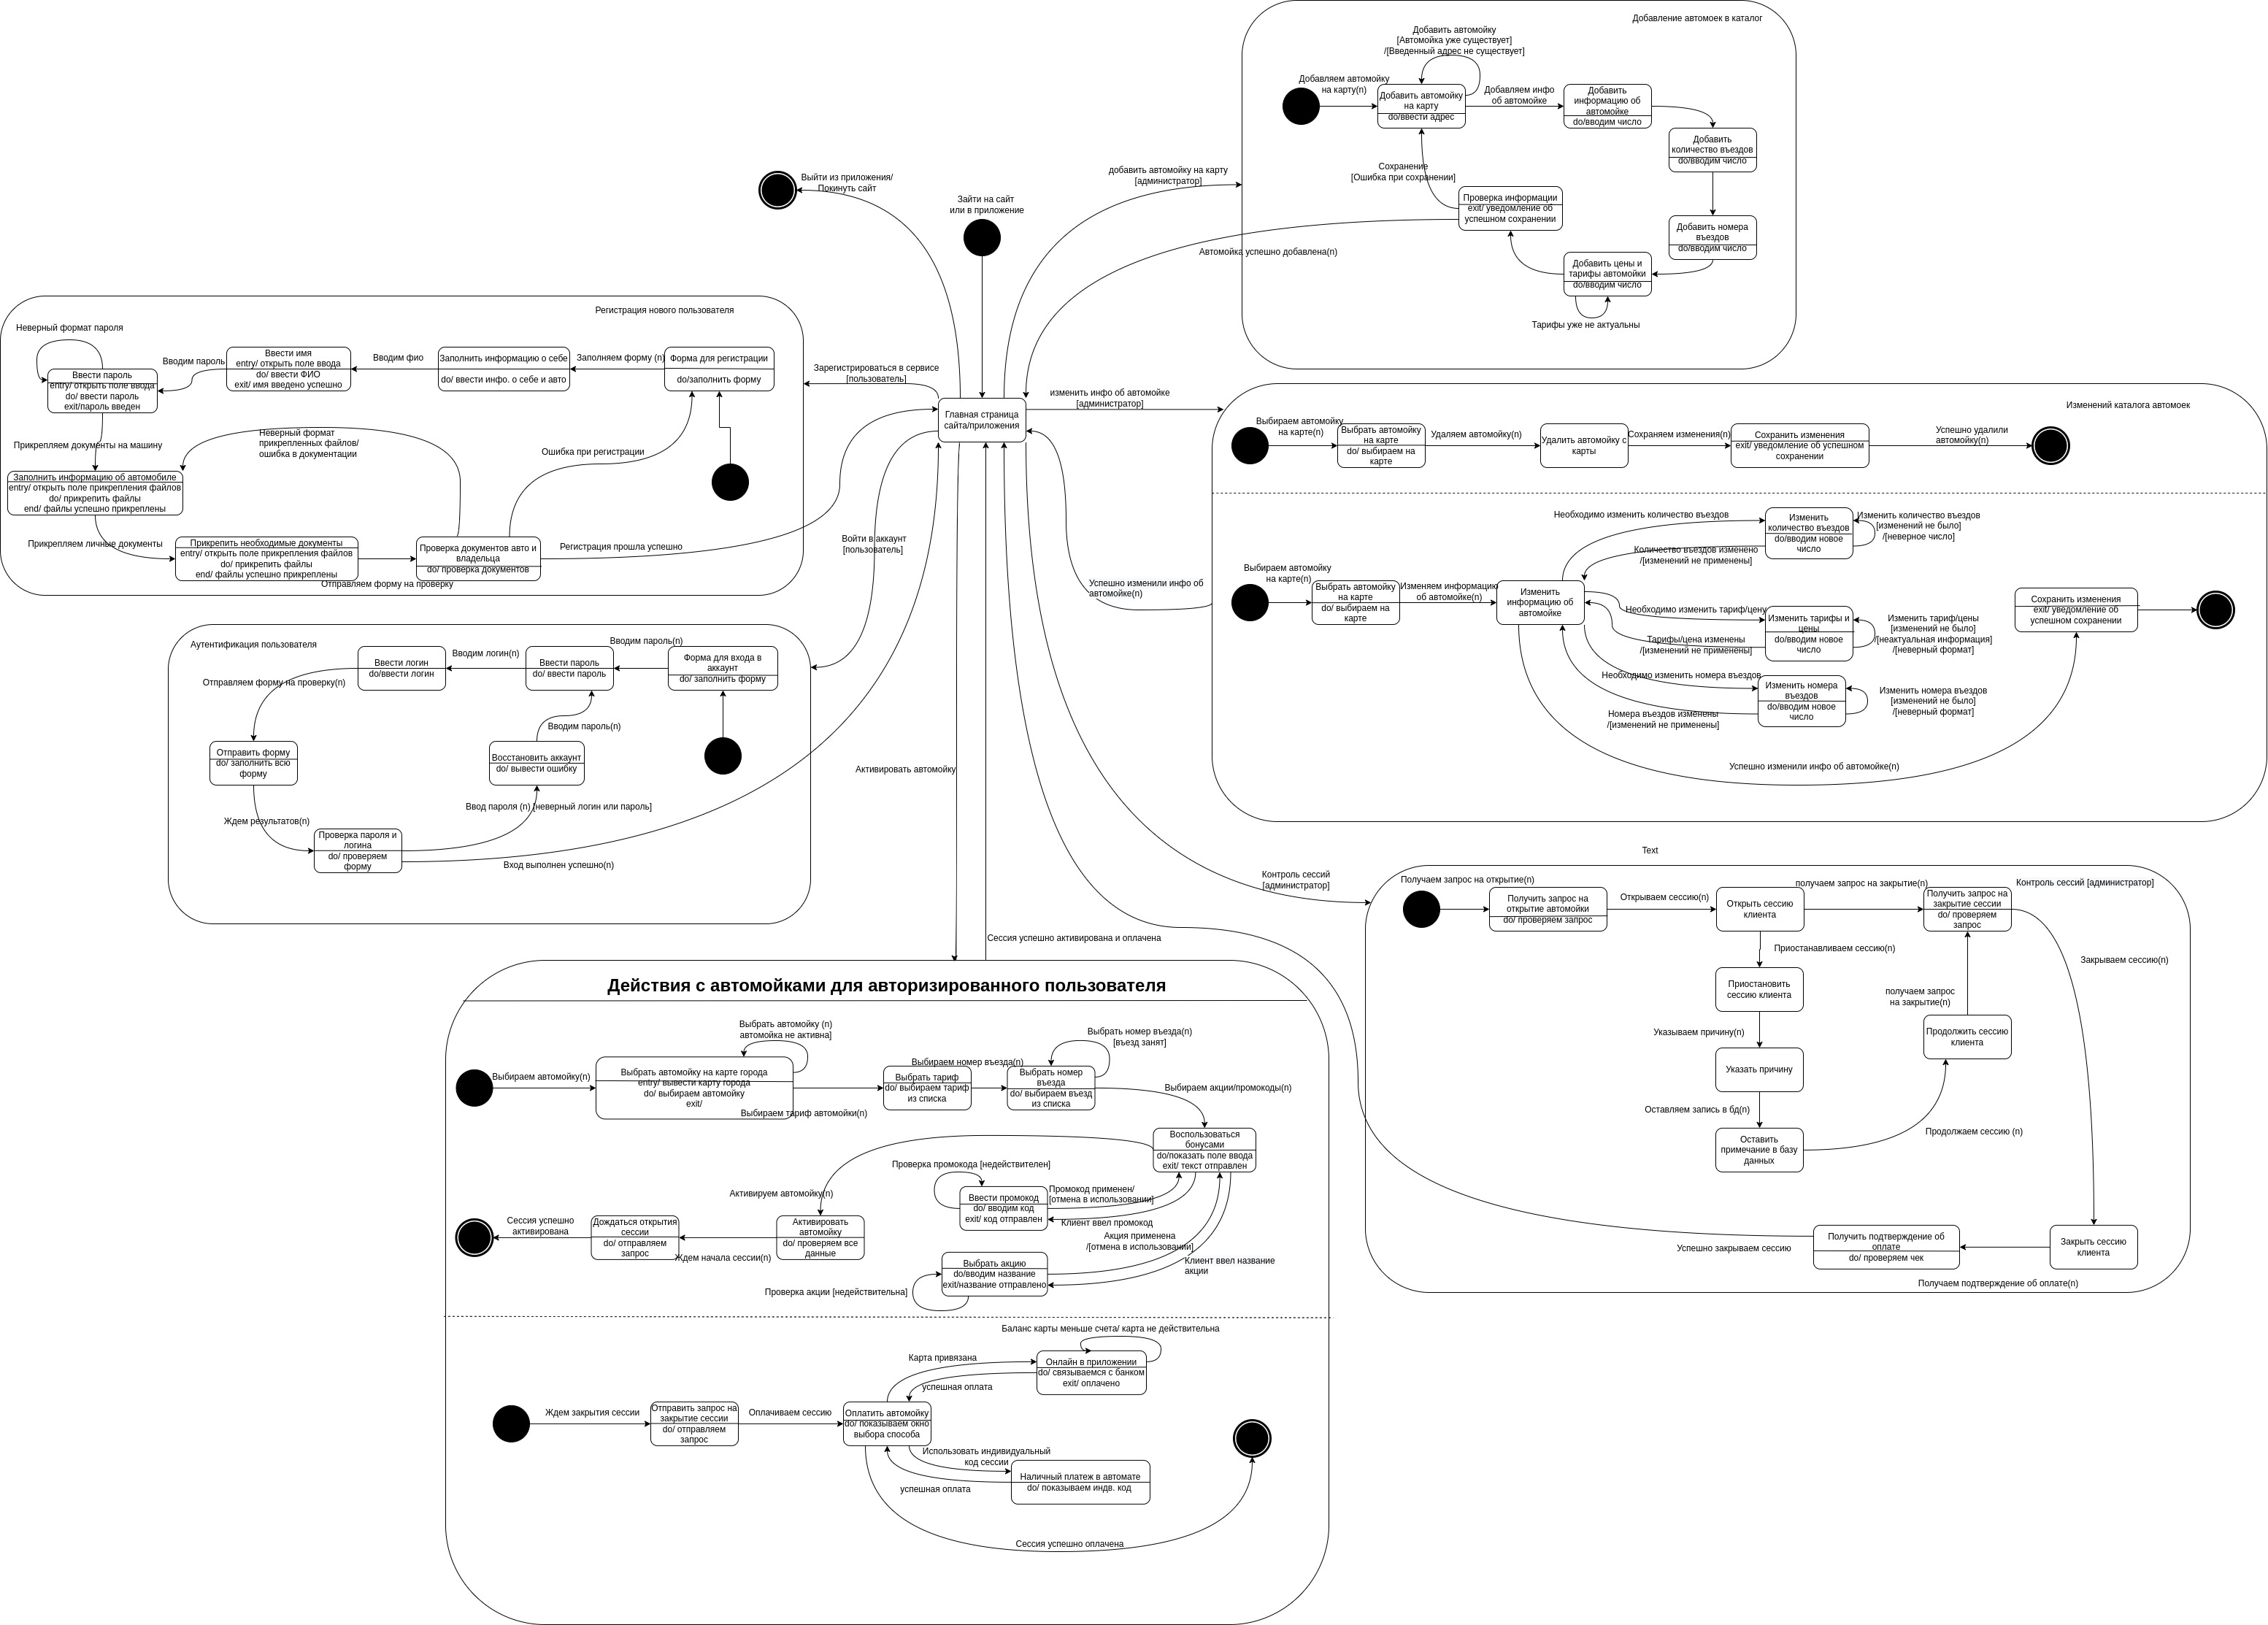 Добавление автомоек в каталог
Добавить автомойку
[Автомойка уже существует]
/[Введенный адрес не существует]
Добавляем автомойку
на карту(n)
Добавить автомойку
на карту
do/ввести адрес
Добавляем инфо
об автомойке
Добавить
информацию об
автомойке
do/вводим число
Добавить
количество въездов
do/вводим число
Добавить номера
въездов
do/вводим число
Добавить цены и
тарифы автомойки
do/вводим число
Тарифы уже не актуальны
Проверка информации
exit/ уведомление об
успешном сохранении
Сохранение
[Ошибка при сохранении]
Автомойка успешно добавлена(n)
добавить автомойку на карту
[администратор]
Выйти из приложения/
Покинуть сайт
Зайти на сайт
или в приложение
Главная страница
сайта/приложения
Зарегистрироваться в сервисе
[пользователь]
изменить инфо об автомойке
[администратор]
Войти в аккаунт
[пользователь]
Успешно изменили инфо об
автомойке(n)
Активировать автомойку
Сессия успешно активирована и оплачена
Контроль сессий
[администратор]
Регистрация нового пользователя
Неверный формат пароля
Ввести пароль
entry/ открыть поле ввода
do/ ввести пароль
exit/пароль введен
Вводим пароль
Ввести имя
entry/ открыть поле ввода
do/ ввести ФИО
exit/ имя введено успешно
Вводим фио
Заполнить информацию о себе
do/ ввести инфо. о себе и авто
Заполняем форму (n)
Форма для регистрации
do/заполнить форму
Прикрепляем документы на машину
Неверный формат
прикрепленных файлов/
ошибка в документации
Ошибка при регистрации
Заполнить информацию об автомобиле
entry/ открыть поле прикрепления файлов
do/ прикрепить файлы
end/ файлы успешно прикреплены
Прикрепляем личные документы
Прикрепить необходимые документы
entry/ открыть поле прикрепления файлов
do/ прикрепить файлы
end/ файлы успешно прикреплены
Отправляем форму на проверку
Проверка документов авто и
владельца
do/ проверка документов
Регистрация прошла успешно
Аутентификация пользователя
Ввести логин
do/ввести логин
Вводим логин(n)
Ввести пароль
do/ ввести пароль
Вводим пароль(n)
Форма для входа в
аккаунт
do/ заполнить форму
Отправляем форму на проверку(n)
Вводим пароль(n)
Отправить форму
do/ заполнить всю
форму
Восстановить аккаунт
do/ вывести ошибку
Ввод пароля (n) [неверный логин или пароль]
Ждем результатов(n)
Проверка пароля и
логина
do/ проверяем
форму
Вход выполнен успешно(n)
Изменений каталога автомоек
Выбираем автомойку
на карте(n)
Выбрать автомойку
на карте
do/ выбираем на
карте
Удаляем автомойку(n)
Удалить автомойку с
карты
Сохраняем изменения(n)
Сохранить изменения
exit/ уведомление об успешном
сохранении
Успешно удалили
автомойку(n)
Необходимо изменить количество въездов
Изменить
количество въездов
do/вводим новое
число
Изменить количество въездов
[изменений не было]
/[неверное число]
Количество въездов изменено
/[изменений не применены]
Выбираем автомойку
на карте(n)
Выбрать автомойку
на карте
do/ выбираем на
карте
Изменяем информацию
об автомойке(n)
Изменить
информацию об
автомойке
Необходимо изменить тариф/цену
Изменить тарифы и
цены
do/вводим новое
число
Изменить тариф/цены
[изменений не было]
/[неактуальная информация]
/[неверный формат]
Тарифы/цена изменены
/[изменений не применены]
Сохранить изменения
exit/ уведомление об
успешном сохранении
Необходимо изменить номера въездов
Изменить номера
въездов
do/вводим новое
число
Изменить номера въездов
[изменений не было]
/[неверный формат]
Номера въездов изменены
/[изменений не применены]
Успешно изменили инфо об автомойке(n)
Text
Контроль сессий [администратор]
Получаем запрос на открытие(n)
Получить запрос на
открытие автомойки
do/ проверяем запрос
Открываем сессию(n)
Открыть сессию
клиента
получаем запрос на закрытие(n)
Получить запрос на
закрытие сессии
do/ проверяем
запрос
Приостанавливаем сессию(n)
Закрываем сессию(n)
Приостановить
сессию клиента
получаем запрос
на закрытие(n)
Указываем причину(n)
Продолжить сессию
клиента
Указать причину
Оставляем запись в бд(n)
Продолжаем сессию (n)
Оставить
примечание в базу
данных
Успешно закрываем сессию
Получить подтверждение об
оплате
do/ проверяем чек
Закрыть сессию
клиента
Получаем подтверждение об оплате(n)
Действия с автомойками для авторизированного пользователя
Выбрать автомойку (n)
автомойка не активна]
Выбрать номер въезда(n)
[въезд занят]
Выбираем автомойку(n)
Выбрать автомойку на карте города
entry/ вывести карту города
do/ выбираем автомойку
exit/
Выбираем тариф автомойки(n)
Выбираем номер въезда(n)
Выбрать тариф
do/ выбираем тариф
из списка
Выбрать номер
въезда
do/ выбираем въезд
из списка
Выбираем акции/промокоды(n)
Воспользоваться
бонусами
do/показать поле ввода
exit/ текст отправлен
Проверка промокода [недействителен]
Ввести промокод
do/ вводим код
exit/ код отправлен
Промокод применен/
[отмена в использовании]
Клиент ввел промокод
Акция применена
/[отмена в использовании]
Клиент ввел название
акции
Активируем автомойку(n)
Сессия успешно
активирована
Дождаться открытия
сессии
do/ отправляем
запрос
Ждем начала сессии(n)
Активировать
автомойку
do/ проверяем все
данные
Выбрать акцию
do/вводим название
exit/название отправлено
Проверка акции [недействительна]
Баланс карты меньше счета/ карта не действительна
Карта привязана
Онлайн в приложении
do/ связываемся с банком
exit/ оплачено
успешная оплата
Ждем закрытия сессии
Отправить запрос на
закрытие сессии
do/ отправляем
запрос
Оплачиваем сессию
Оплатить автомойку
do/ показываем окно
выбора способа
Использовать индивидуальный
код сессии
Наличный платеж в автомате
do/ показываем индв. код
успешная оплата
Сессия успешно оплачена